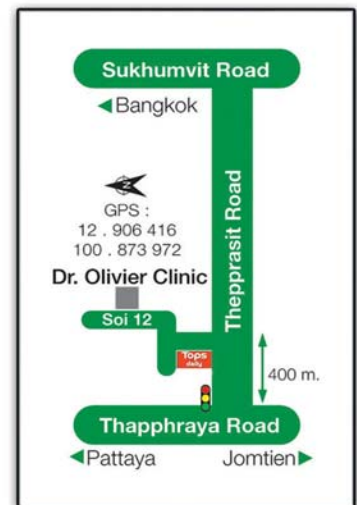 Sukhumvit Road
Bangkok
N
GPS :
12 . 906 416
100 . 873 972
Dr. Olivier Clinic
Soi 12
Thepprasit Road
Tops
daily
400 m.
Thapphraya Road
Pattaya
Jomtien